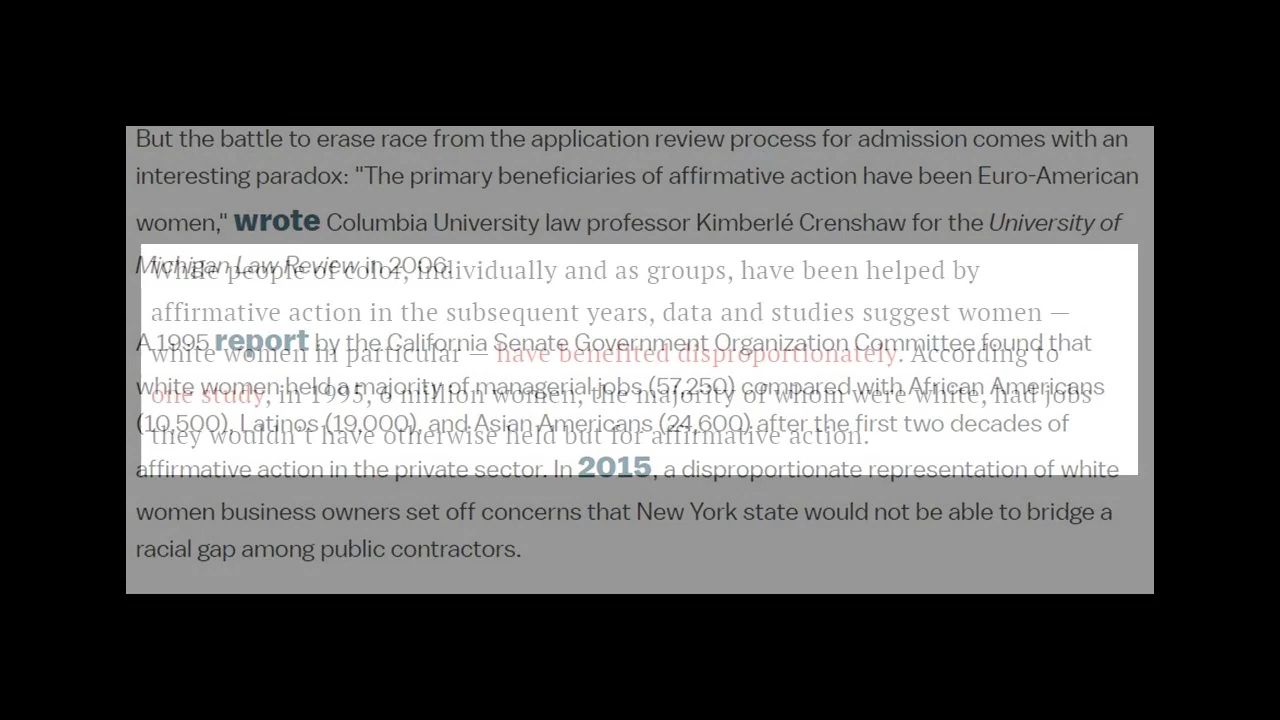 But the battle to erase race from the application review process for admission comes with an
interesting paradox: "The primary beneficiaries of affirmative action have been Euro-American
women," wrote Columbia University law professor Kimberlé Crenshaw for the University of
Michigan Law Review in 2006.
While people of color, individually and as groups, have been helped by
affirmative action in the subsequent years, data and studies suggest women —
A 1995 report by the California Senate Government Organization Committee found that
white women in particular — have benefited disproportionately. According to
white women held a majority of managerial jobs (57,250) compared with African Americans
one study, in 1995, 6 million women, the majority of whom were white, had jobs
(10,500), Latinos (19,000), and Asian Americans (24,600) after the first two decades of
they wouldn't have otherwise held but for affirmative action.
affirmative action in the private sector. In 2015, a disproportionate representation of white
women business owners set off concerns that New York state would not be able to bridge a
racial gap among public contractors.